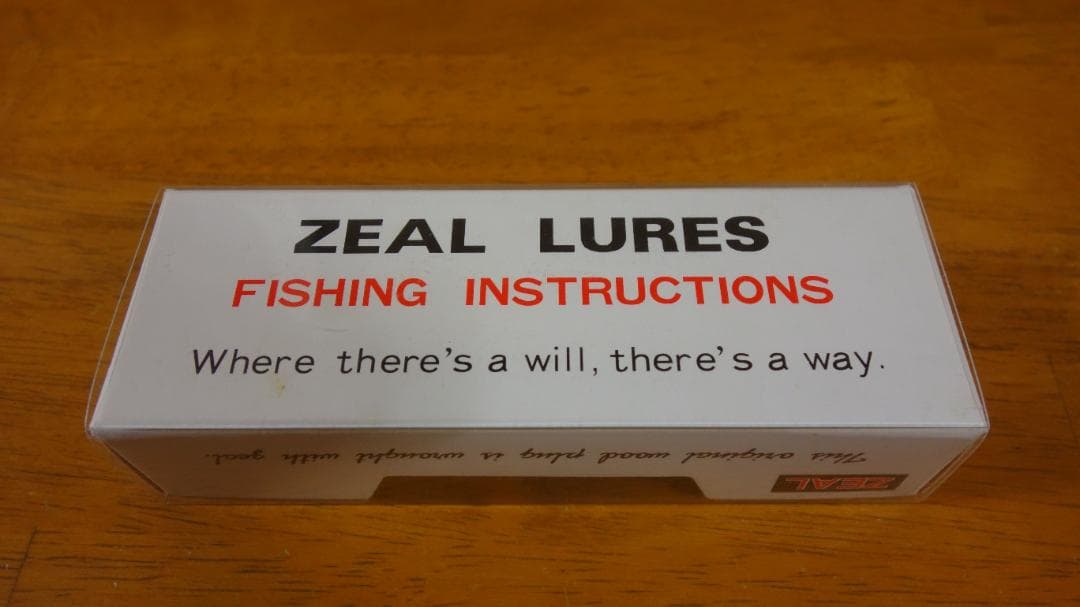 ZEAL LURES
FISHING INSTRUCTIONS
Where there's a will, there's a way.
This original wood plug is wrought with zeal.
ZEAL